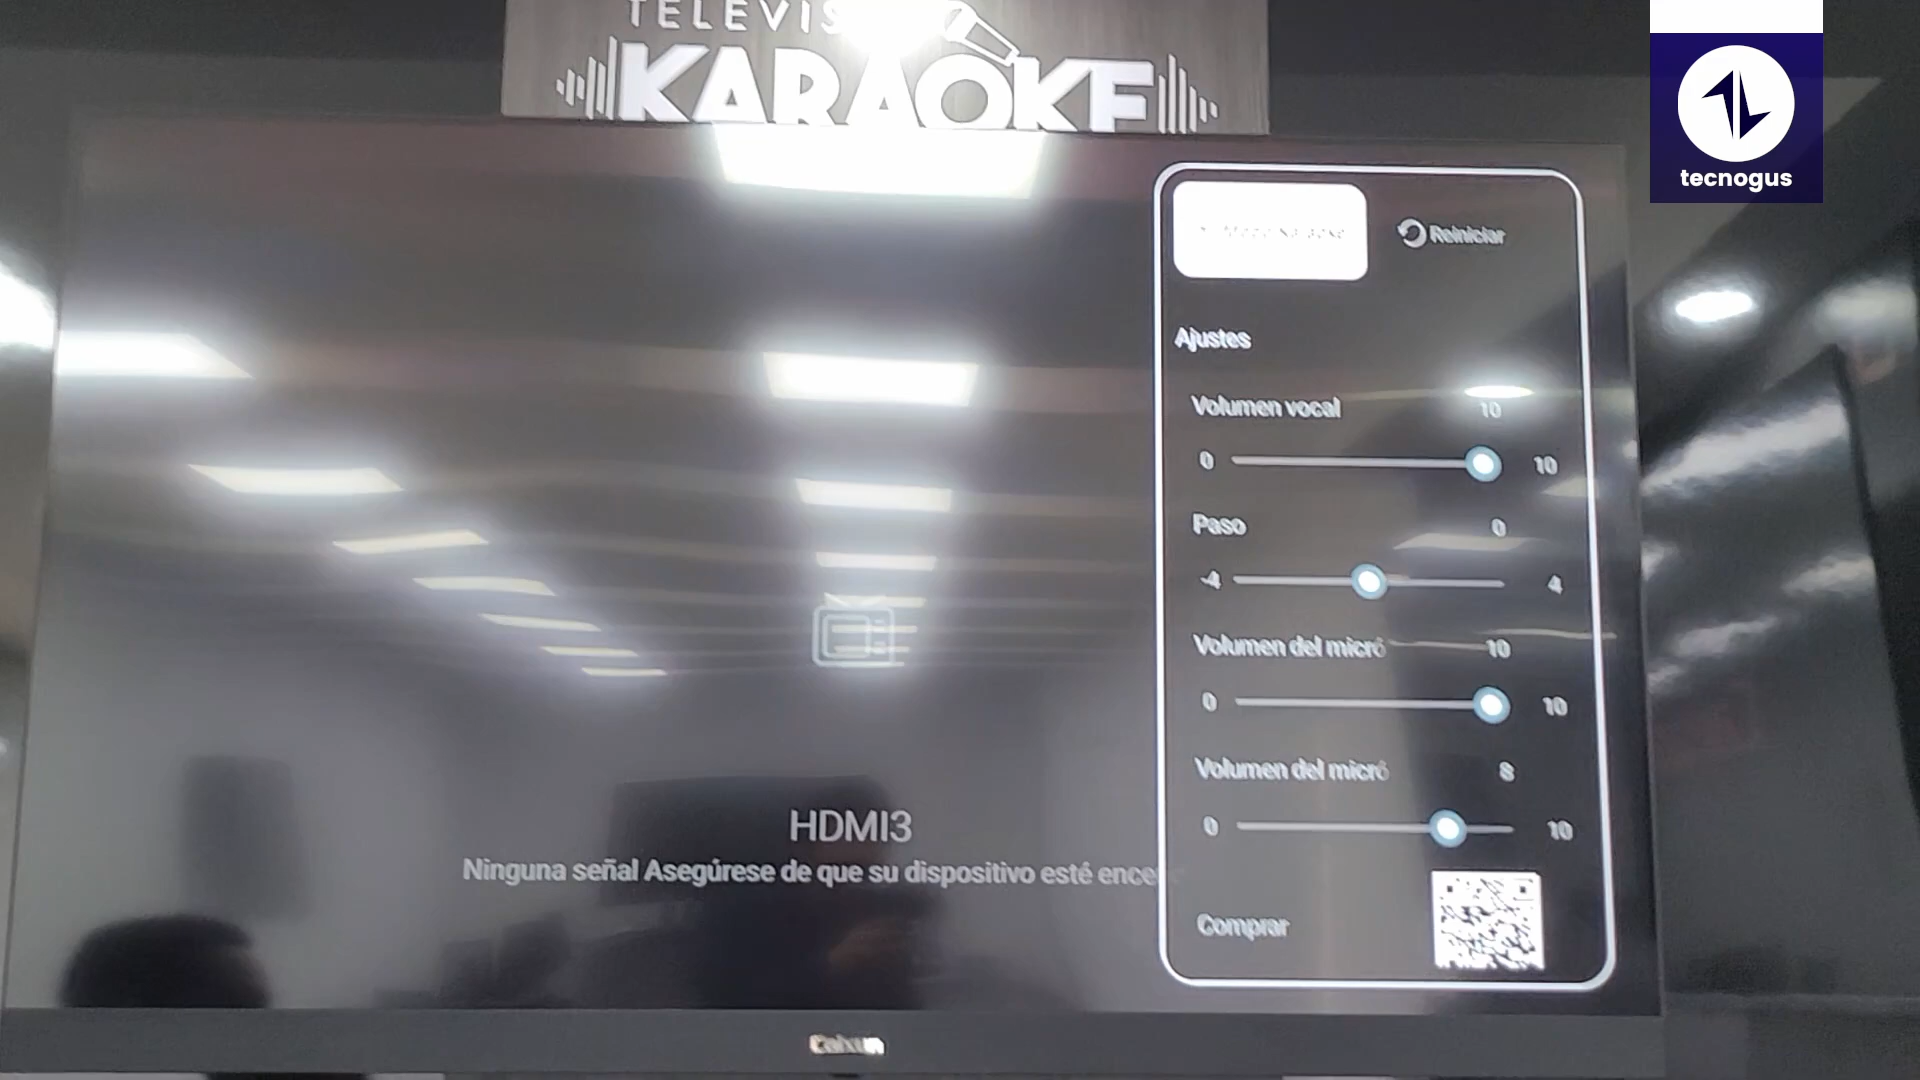 TELEVIS
KARAOKE
tecnogus
Reiniciar
Ajustes
Volumen vocal 10
0 10
Paso 0
-4 4
Volumen del micró 10
0 10
Volumen del micró 8
0 10
Comprar
HDMI3
Ninguna señal Asegúrese de que su dispositivo esté ence
Caixun